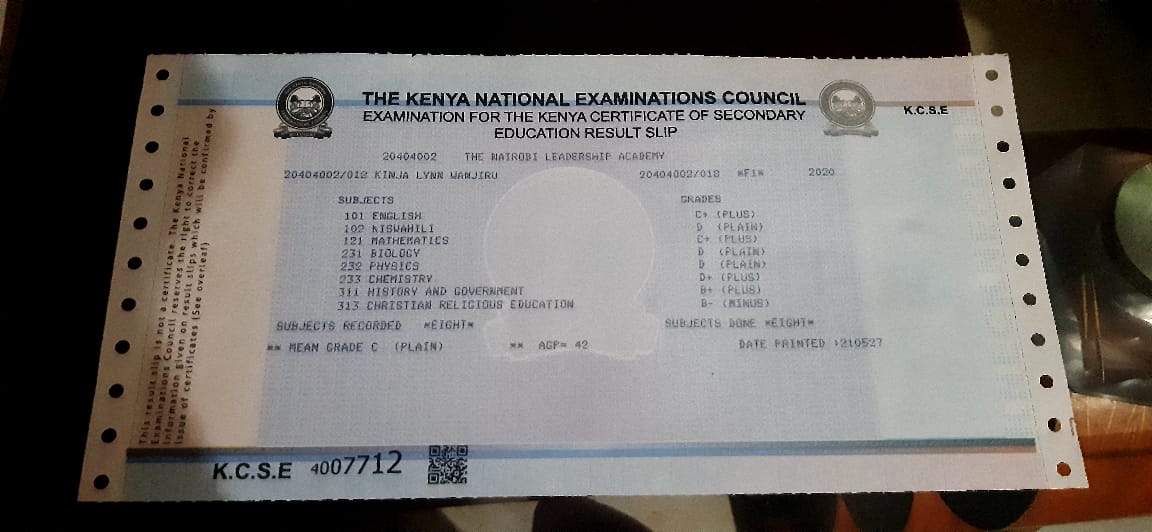 THE KENYA NATIONAL EXAMINATIONS COUNCIL
EXAMINATION FOR THE KENYA CERTIFICATE OF SECONDARY
EDUCATION RESULT SLIP
K.C.S.E
20404002 THE NAIROBI LEADERSHIP ACADEMY
20404002/018 KINJA LYNN WANJIRU 20404002/018 *F1* 2020
SUBJECTS GRADES
101 ENGLISH C+ (PLUS)
102 KISWAHILI D (PLAIN)
121 MATHEMATICS C+ (PLUS)
231 BIOLOGY D (PLAIN)
232 PHYSICS D (PLAIN)
233 CHEMISTRY D+ (PLUS)
311 HISTORY AND GOVERNMENT B+ (PLUS)
313 CHRISTIAN RELIGIOUS EDUCATION B- (MINUS)
SUBJECTS RECORDED *EIGHT* SUBJECTS DONE *EIGHT*
** MEAN GRADE C (PLAIN) ** AGP= 42 DATE PRINTED :210527
K.C.S.E 4007712
This result slip is not a certificate. The Kenya National
Examinations Council reserves the right to correct the
information given on result slips which will be confirmed by
issue of certificates (See overleaf)